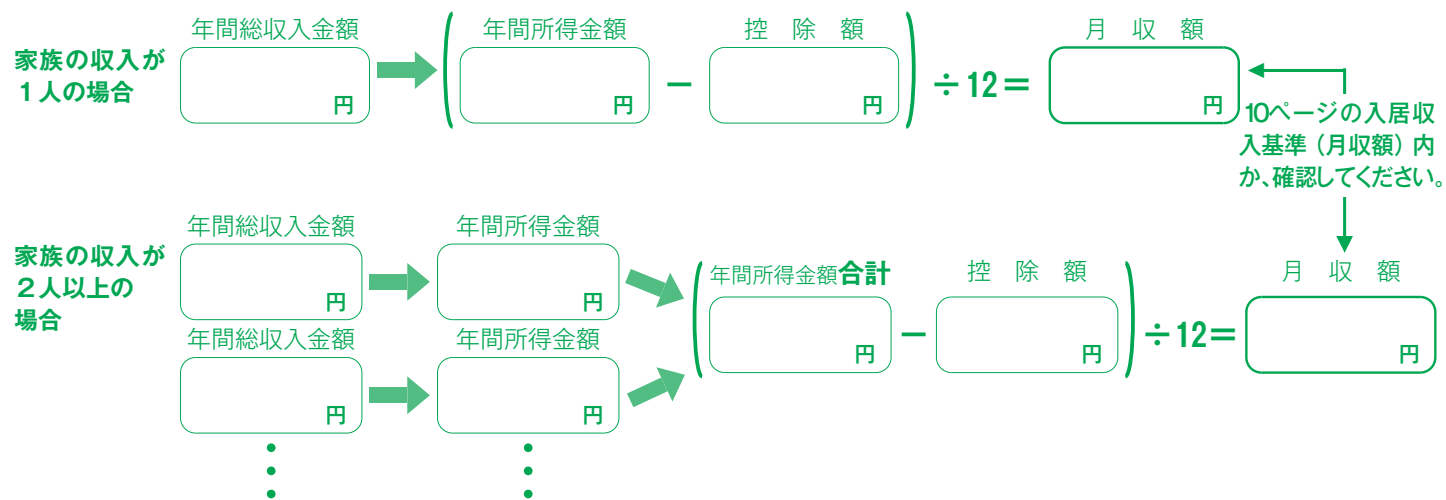 年間総収入金額
年間所得金額
控除額
月収額
家族の収入が
1人の場合
円
円
−
円
÷12＝
円
10ページの入居収
入基準（月収額）内
か、確認してください。
家族の収入が
2人以上の
場合
年間総収入金額
年間所得金額
円
円
年間総収入金額
年間所得金額
円
円
年間所得金額合計
控除額
月収額
円
−
円
÷12＝
円